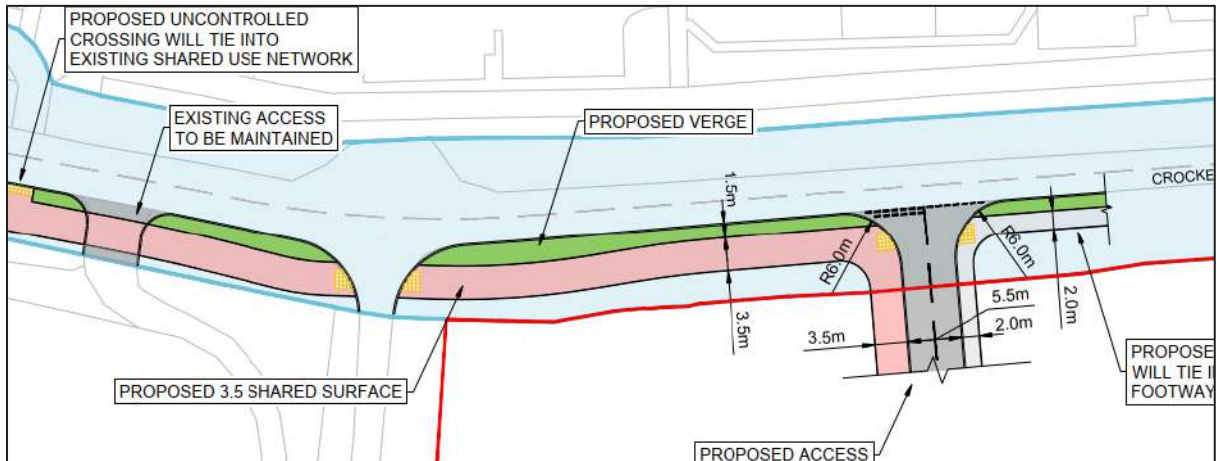 PROPOSED UNCONTROLLED
CROSSING WILL TIE INTO
EXISTING SHARED USE NETWORK
EXISTING ACCESS
TO BE MAINTAINED
PROPOSED VERGE
1.5m
CROCKE
R6.0m
R6.0m
3.5m
5.5m
2.0m
3.5m
2.0m
PROPOSE
WILL TIE I
FOOTWAY
PROPOSED 3.5 SHARED SURFACE
PROPOSED ACCESS